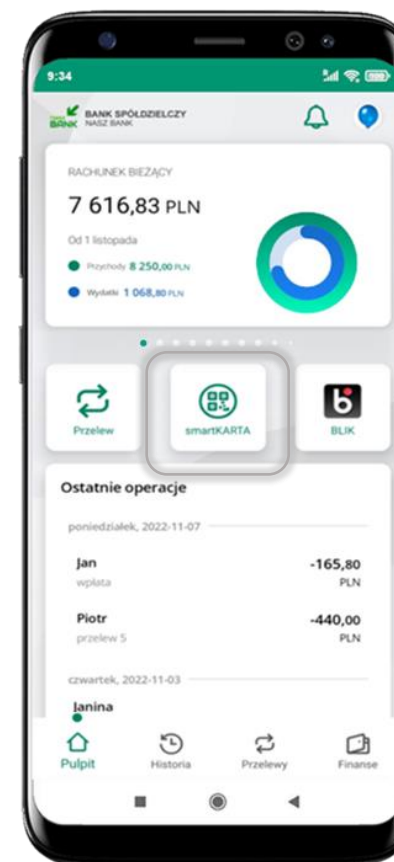 9:34
BANK SPÓŁDZIELCZY
NASZ BANK
BANK
RACHUNEK BIEŻĄCY
7 616,83 PLN
Od 1 listopada
Przychody 8 250,00 PLN
Wydatki 1 068,80 PLN
Przelew
smartKARTA
BLIK
Ostatnie operacje
poniedziałek, 2022-11-07
Jan -165,80
wpłata PLN
Piotr -440,00
przelew 5 PLN
czwartek, 2022-11-03
Janina
Pulpit Historia Przelewy Finanse